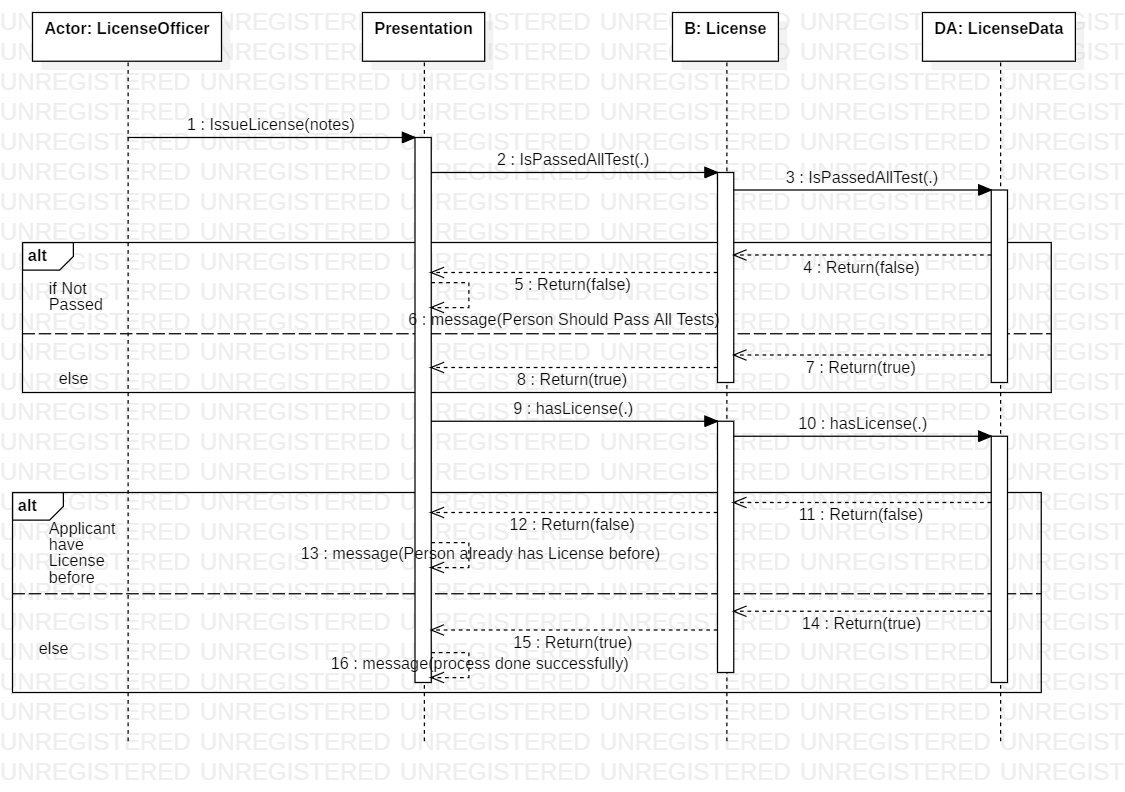 Actor: LicenseOfficer
Presentation
B: License
DA: LicenseData
1 : IssueLicense(notes)
2 : IsPassedAllTest(.)
3 : IsPassedAllTest(.)
alt
if Not
Passed
4 : Return(false)
5 : Return(false)
6 : message(Person Should Pass All Tests)
7 : Return(true)
8 : Return(true)
else
9 : hasLicense(.)
10 : hasLicense(.)
alt
Applicant
have
License
before
11 : Return(false)
12 : Return(false)
13 : message(Person already has License before)
14 : Return(true)
15 : Return(true)
else
16 : message(process done successfully)
UNREGISTERED